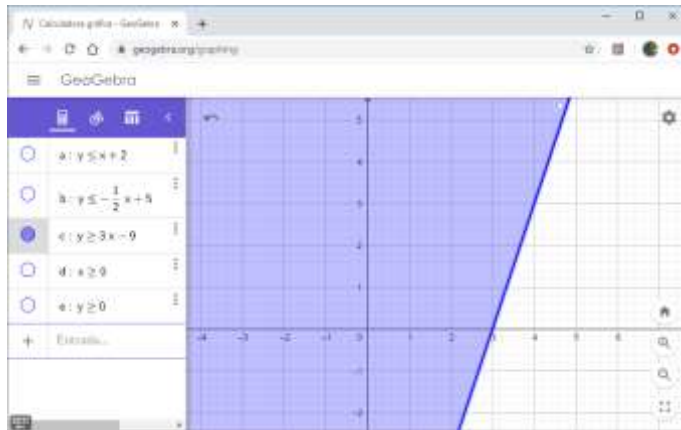 Calculadora gráfica - GeoGebra
geogebra.org/graphing
GeoGebra
a : y ≤ x + 2
b : y ≤ − 1/2 x + 5
c : y ≥ 3 x − 9
d : x ≥ 0
e : y ≥ 0
Entrada...
5
4
3
2
1
-4 -3 -2 -1 0 1 2 3 4 5 6
-1
-2